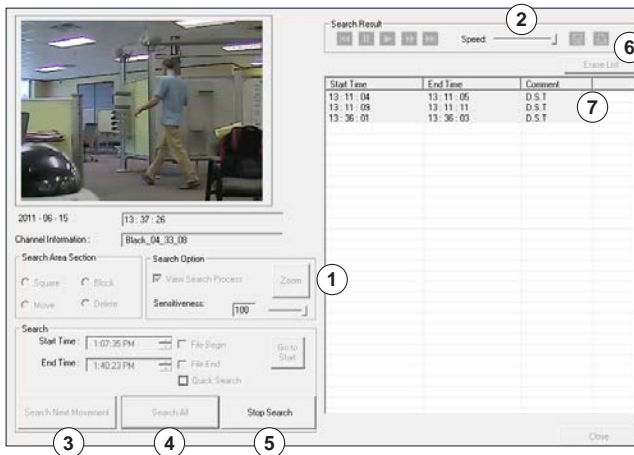 Search Result
2
Speed:
6
Erase List
Start Time End Time Comment
13 : 11 : 04 13 : 11 : 05 D.S.T
13 : 11 : 09 13 : 11 : 11 D.S.T
13 : 36 : 01 13 : 36 : 03 D.S.T
7
2011 - 06 - 15 13 : 37 : 26
Channel Information : Black_04_33_08
Search Area Section
Square Block
Move Delete
Search Option
View Search Process
Zoom
1
Sensitiveness: 100
Search
Start Time : 1:07:35 PM File Begin
Go to
Start
End Time : 1:40:23 PM File End
Quick Search
Search Next Movement Search All Stop Search
3 4 5
Close